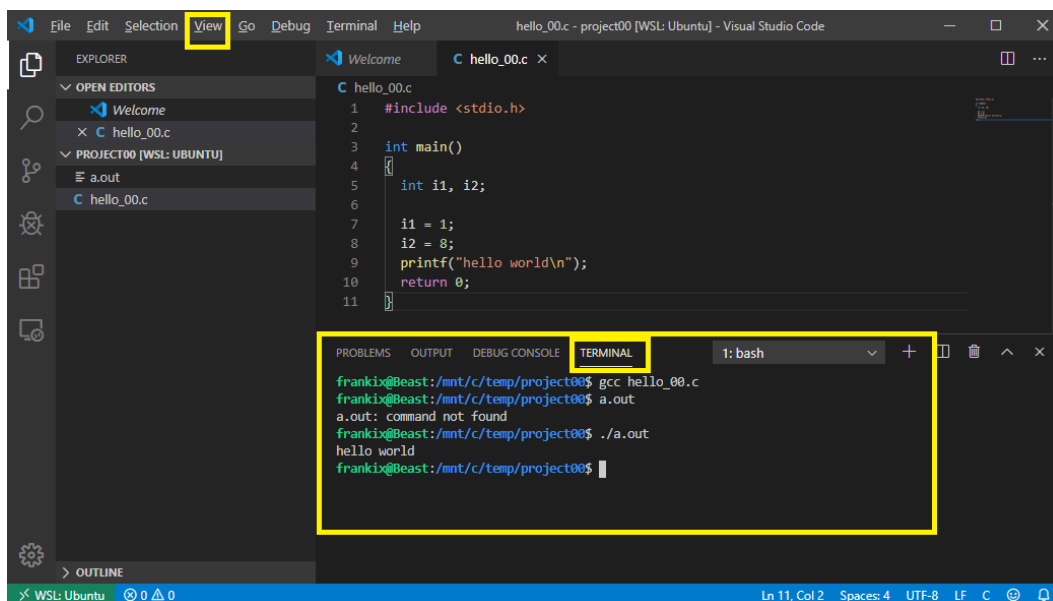 File Edit Selection View Go Debug Terminal Help hello_00.c - project00 [WSL: Ubuntu] - Visual Studio Code
EXPLORER
OPEN EDITORS
Welcome
C hello_00.c
PROJECT00 [WSL: UBUNTU]
a.out
C hello_00.c
OUTLINE
Welcome C hello_00.c
C hello_00.c
1 #include <stdio.h>
2
3 int main()
4 {
5 int i1, i2;
6
7 i1 = 1;
8 i2 = 8;
9 printf("hello world\n");
10 return 0;
11 }
PROBLEMS OUTPUT DEBUG CONSOLE TERMINAL 1: bash
frankix@Beast:/mnt/c/temp/project00$ gcc hello_00.c
frankix@Beast:/mnt/c/temp/project00$ a.out
a.out: command not found
frankix@Beast:/mnt/c/temp/project00$ ./a.out
hello world
frankix@Beast:/mnt/c/temp/project00$
WSL: Ubuntu 0 0 Ln 11, Col 2 Spaces: 4 UTF-8 LF C